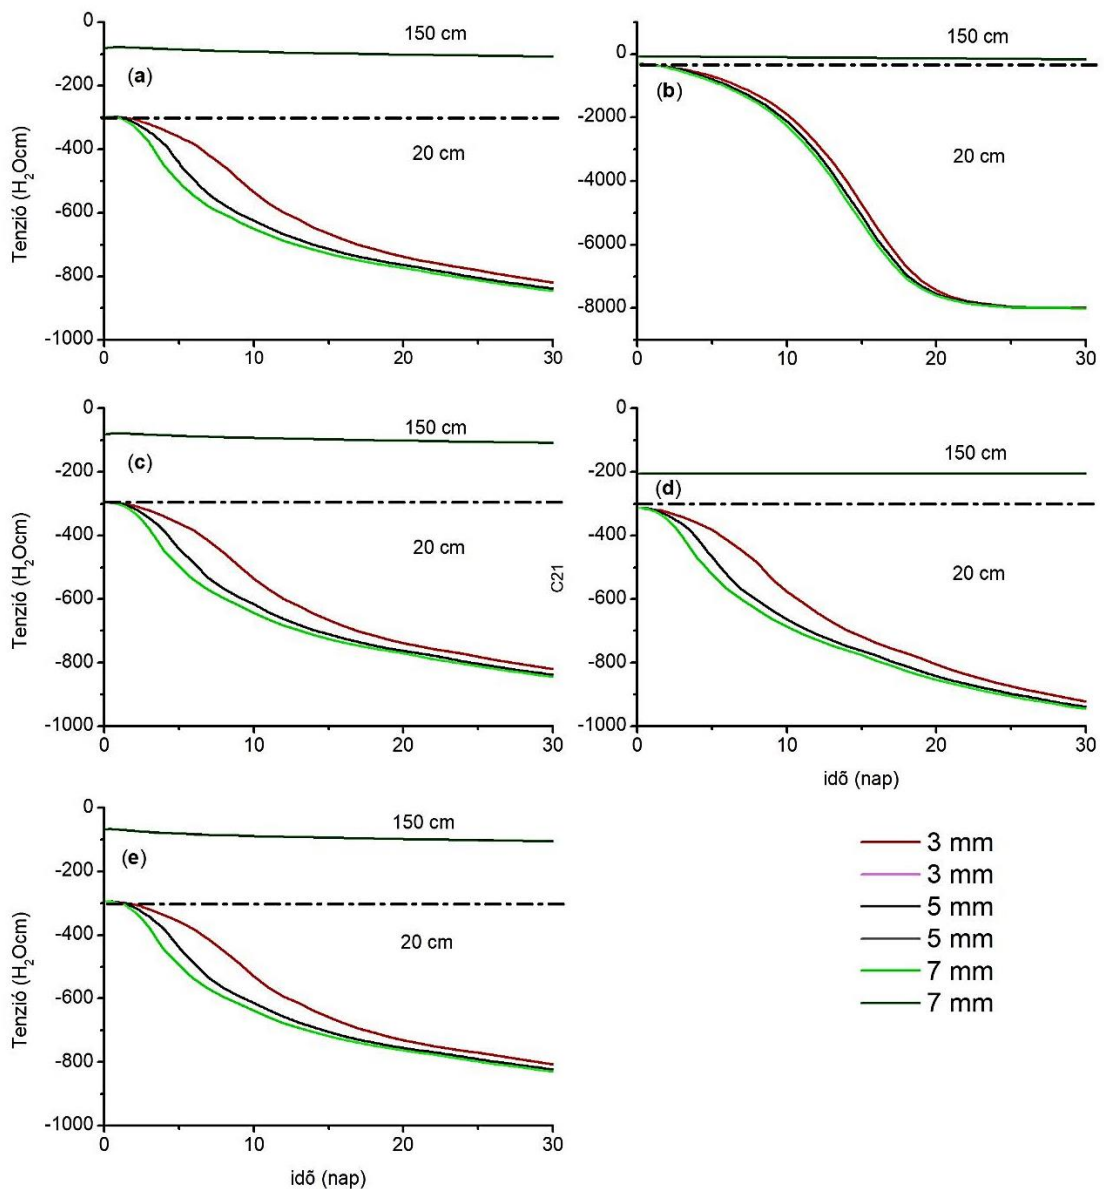 0
-200
-400
-600
-800
-1000
Tenzió (H2Ocm)
150 cm
(a)
20 cm
0 10 20 30
0
-2000
-4000
-6000
-8000
150 cm
(b)
20 cm
0 10 20 30
0
-200
-400
-600
-800
-1000
Tenzió (H2Ocm)
150 cm
(c)
20 cm
0 10 20 30
0
-200
-400
-600
-800
-1000
C21
150 cm
(d)
20 cm
0 10 20 30
idõ (nap)
0
-200
-400
-600
-800
-1000
Tenzió (H2Ocm)
150 cm
(e)
20 cm
0 10 20 30
idõ (nap)
3 mm
3 mm
5 mm
5 mm
7 mm
7 mm